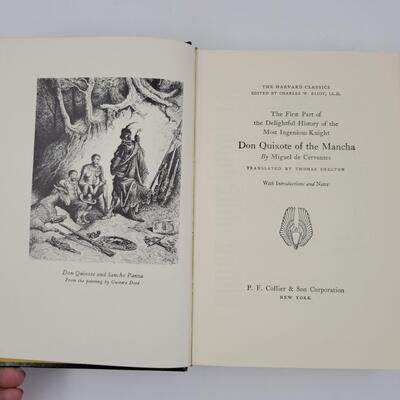 Don Quixote and Sancho Panza
From the painting by Gustave Doré
THE HARVARD CLASSICS
EDITED BY CHARLES W. ELIOT, LL.D.
The First Part of
the Delightful History of the
Most Ingenious Knight
Don Quixote of the Mancha
By Miguel de Cervantes
TRANSLATED BY THOMAS SHELTON
With Introductions and Notes
P. F. Collier & Son Corporation
NEW YORK